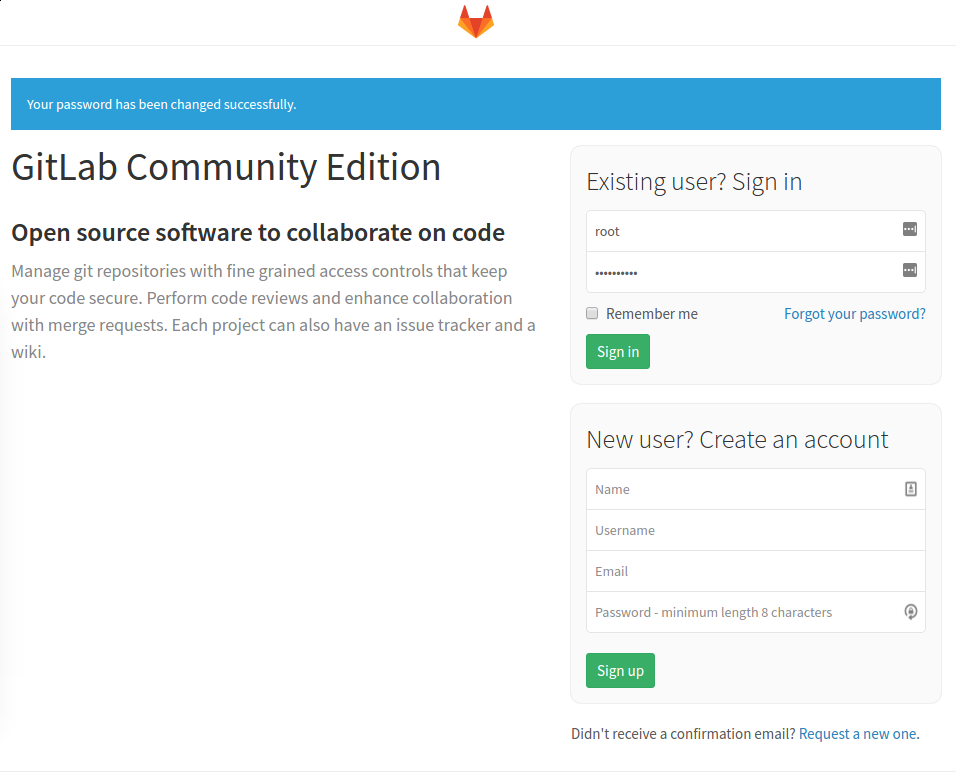 Your password has been changed successfully.
GitLab Community Edition
Open source software to collaborate on code
Manage git repositories with fine grained access controls that keep
your code secure. Perform code reviews and enhance collaboration
with merge requests. Each project can also have an issue tracker and a
wiki.
Existing user? Sign in
root
••••••••••
Remember me
Forgot your password?
Sign in
New user? Create an account
Name
Username
Email
Password - minimum length 8 characters
Sign up
Didn't receive a confirmation email? Request a new one.